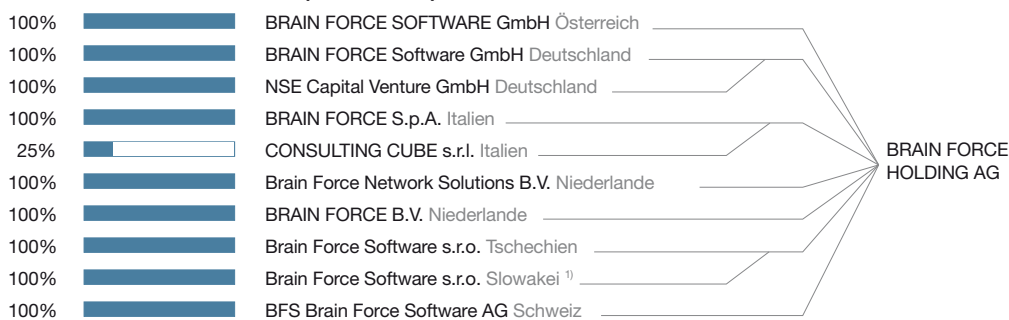 100% BRAIN FORCE SOFTWARE GmbH Österreich
100% BRAIN FORCE Software GmbH Deutschland
100% NSE Capital Venture GmbH Deutschland
100% BRAIN FORCE S.p.A. Italien
25% CONSULTING CUBE s.r.l. Italien
BRAIN FORCE
HOLDING AG
100% Brain Force Network Solutions B.V. Niederlande
100% BRAIN FORCE B.V. Niederlande
100% Brain Force Software s.r.o. Tschechien
100% Brain Force Software s.r.o. Slowakei 1)
100% BFS Brain Force Software AG Schweiz